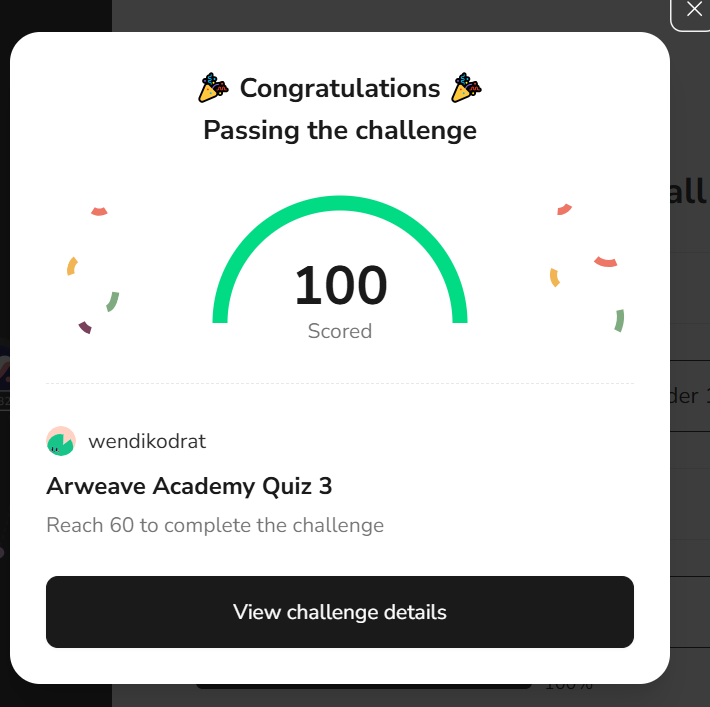 🎉 Congratulations 🎉
Passing the challenge
100
Scored
wendikodrat
Arweave Academy Quiz 3
Reach 60 to complete the challenge
View challenge details
100%